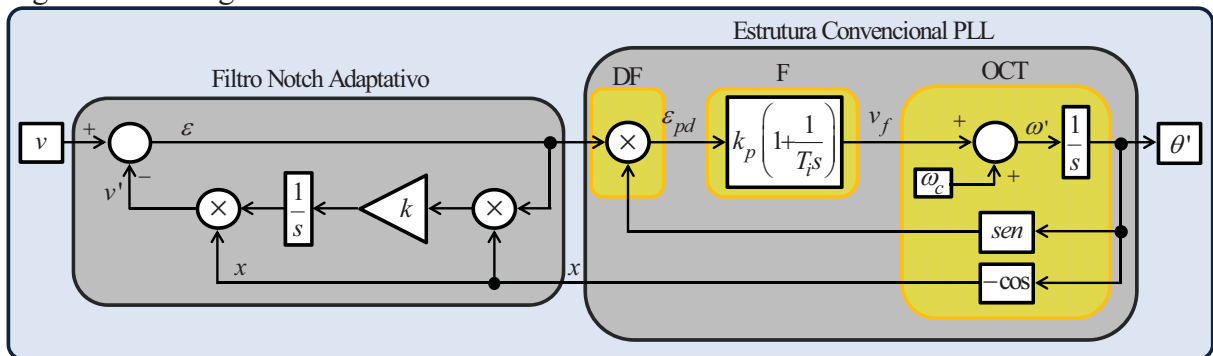 Estrutura Convencional PLL
Filtro Notch Adaptativo
DF
F
OCT
v
+
ε
×
ε_pd
k_p(1+1/(T_i s))
v_f
+
ω'
1/s
θ'
v'
−
×
1/s
k
×
ω_c
+
sen
x
x
−cos